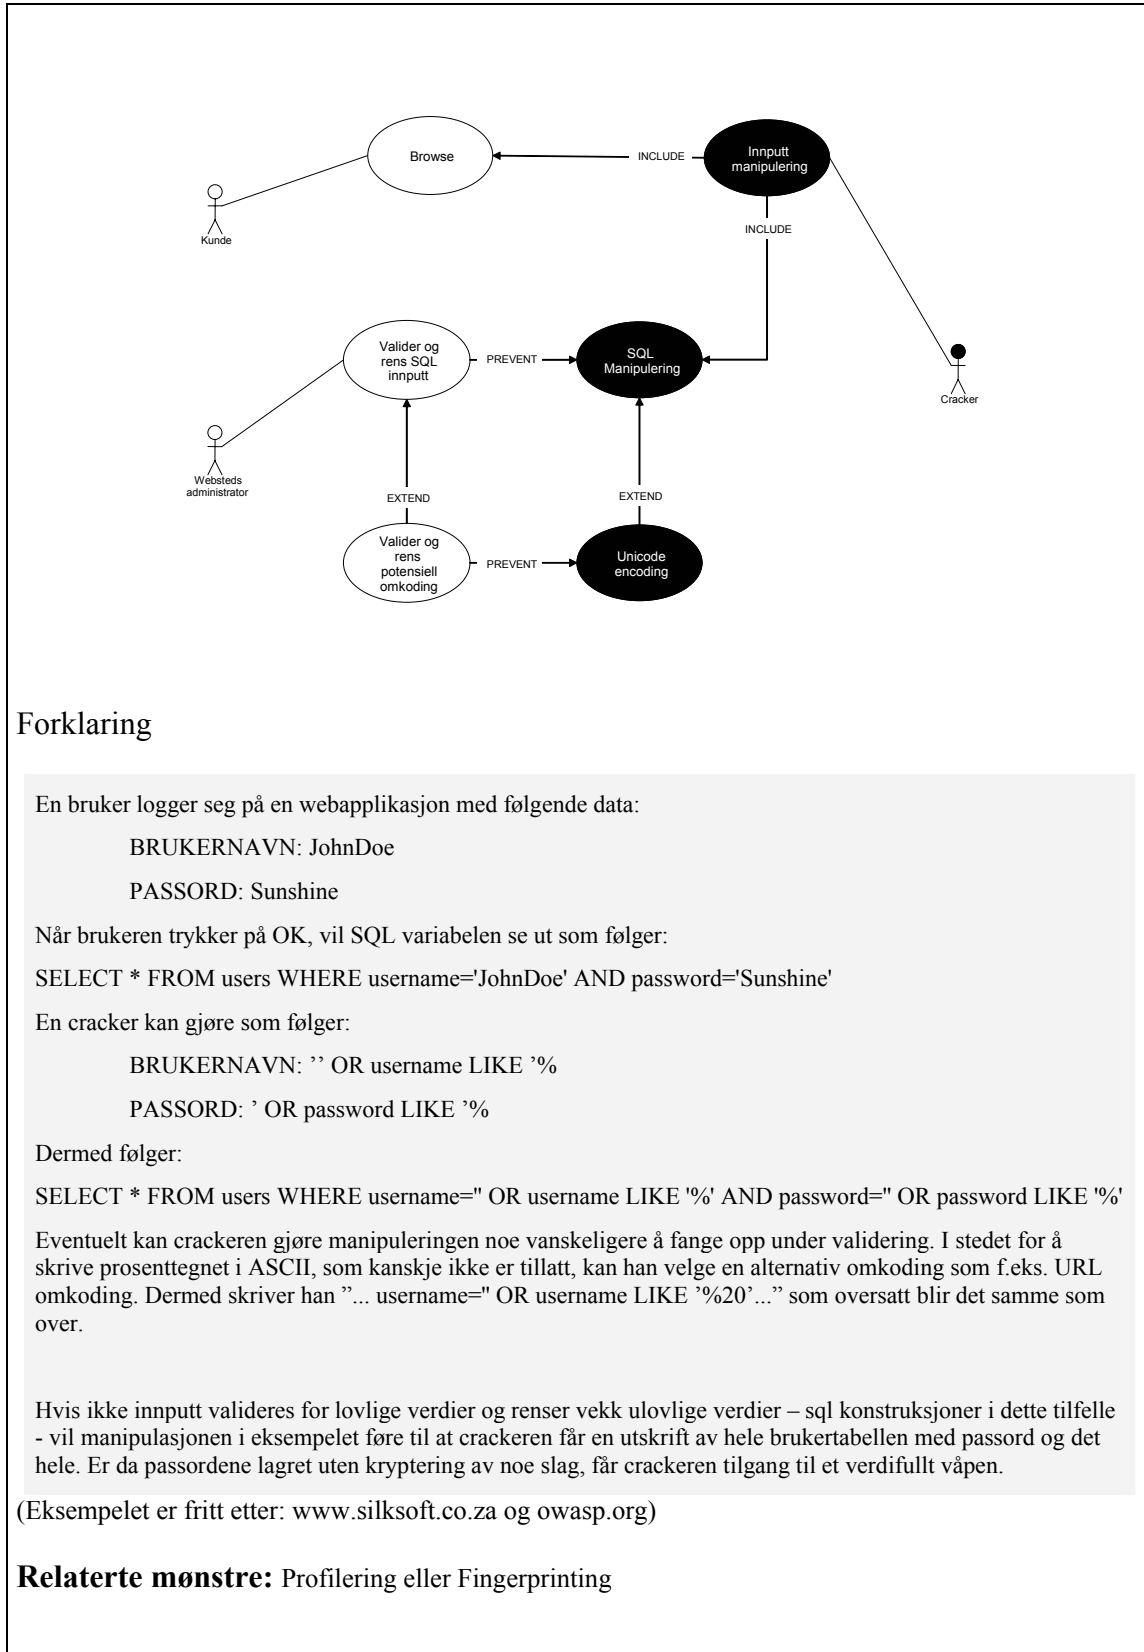 Browse
INCLUDE
Innputt
manipulering
Kunde
INCLUDE
Valider og
rens SQL
innputt
PREVENT
SQL
Manipulering
Cracker
Websteds
administrator
EXTEND
EXTEND
Valider og
rens
potensiell
omkoding
PREVENT
Unicode
encoding
Forklaring
En bruker logger seg på en webapplikasjon med følgende data:
BRUKERNAVN: JohnDoe
PASSORD: Sunshine
Når brukeren trykker på OK, vil SQL variabelen se ut som følger:
SELECT * FROM users WHERE username='JohnDoe' AND password='Sunshine'
En cracker kan gjøre som følger:
BRUKERNAVN: ’’ OR username LIKE ’%
PASSORD: ’ OR password LIKE ’%
Dermed følger:
SELECT * FROM users WHERE username='' OR username LIKE '%' AND password='' OR password LIKE '%'
Eventuelt kan crackeren gjøre manipuleringen noe vanskeligere å fange opp under validering. I stedet for å
skrive prosenttegnet i ASCII, som kanskje ikke er tillatt, kan han velge en alternativ omkoding som f.eks. URL
omkoding. Dermed skriver han ”... username='' OR username LIKE ’%20’...” som oversatt blir det samme som
over.
Hvis ikke innputt valideres for lovlige verdier og renser vekk ulovlige verdier – sql konstruksjoner i dette tilfelle
- vil manipulasjonen i eksempelet føre til at crackeren får en utskrift av hele brukertabellen med passord og det
hele. Er da passordene lagret uten kryptering av noe slag, får crackeren tilgang til et verdifullt våpen.
(Eksempelet er fritt etter: www.silksoft.co.za og owasp.org)
Relaterte mønstre: Profilering eller Fingerprinting